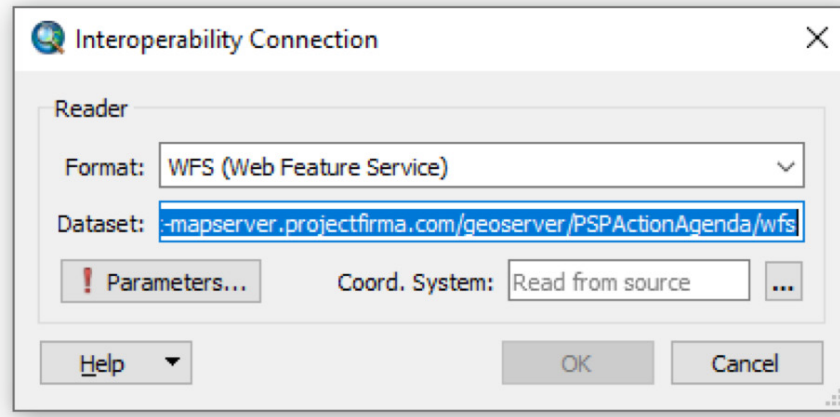 Interoperability Connection
Reader
Format: WFS (Web Feature Service)
Dataset: :-mapserver.projectfirma.com/geoserver/PSPActionAgenda/wfs
! Parameters... Coord. System: Read from source ...
Help OK Cancel